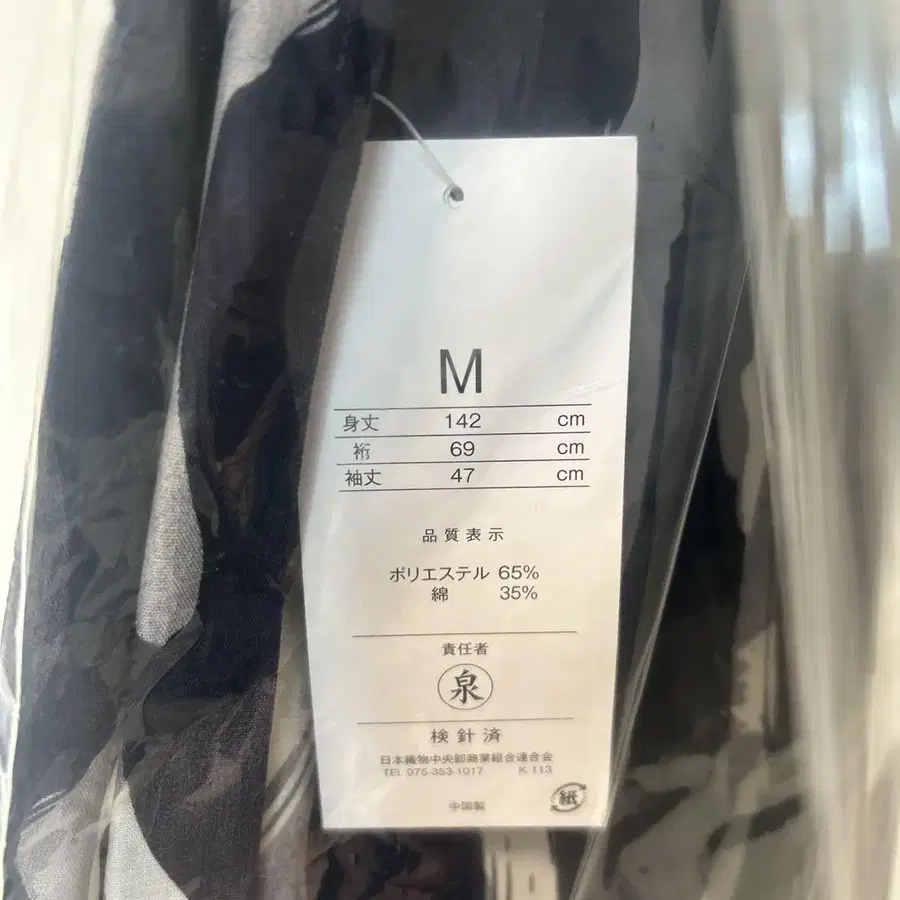 M
身丈 142 cm
裄 69 cm
袖丈 47 cm
品質表示
ポリエステル 65%
綿 35%
責任者
泉
検針済
日本織物中央卸商業組合連合会
TEL 075-353-1017 K-113
中国製
紙